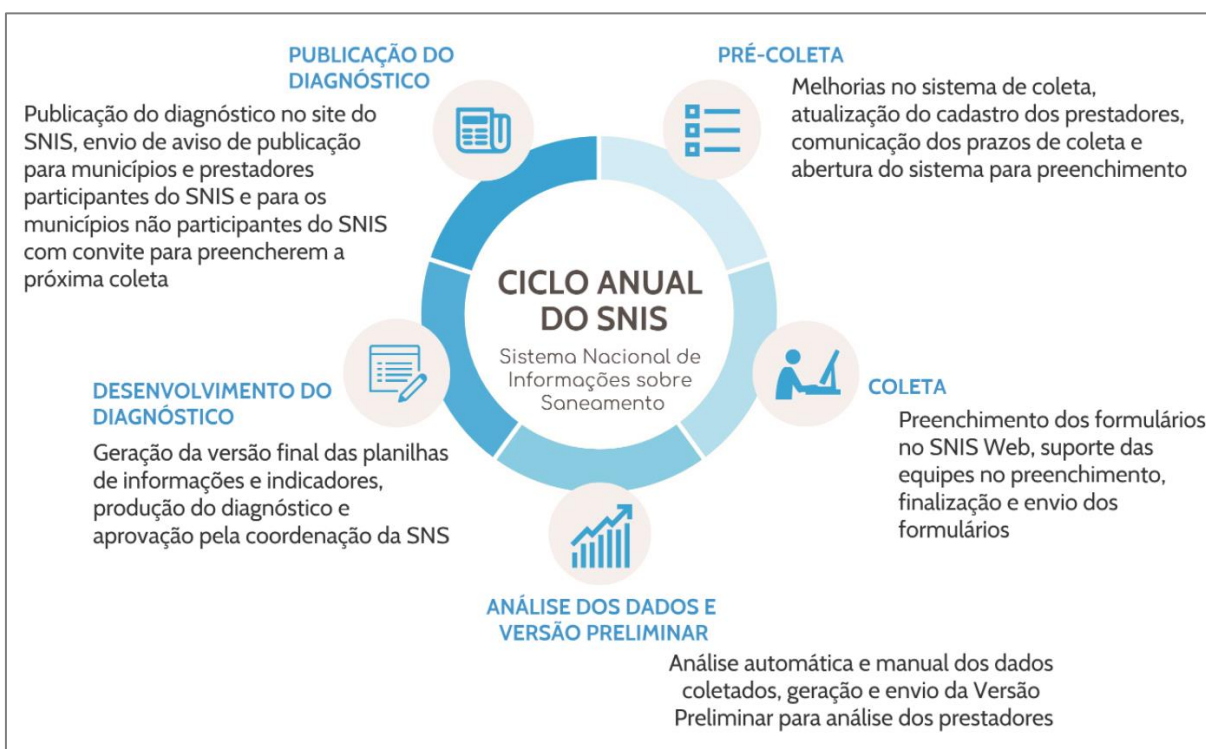 PUBLICAÇÃO DO
DIAGNÓSTICO
Publicação do diagnóstico no site do
SNIS, envio de aviso de publicação
para municípios e prestadores
participantes do SNIS e para os
municípios não participantes do SNIS
com convite para preencherem a
próxima coleta
PRÉ-COLETA
Melhorias no sistema de coleta,
atualização do cadastro dos prestadores,
comunicação dos prazos de coleta e
abertura do sistema para preenchimento
CICLO ANUAL
DO SNIS
Sistema Nacional de
Informações sobre
Saneamento
DESENVOLVIMENTO DO
DIAGNÓSTICO
Geração da versão final das planilhas
de informações e indicadores,
produção do diagnóstico e
aprovação pela coordenação da SNS
COLETA
Preenchimento dos formulários
no SNIS Web, suporte das
equipes no preenchimento,
finalização e envio dos
formulários
ANÁLISE DOS DADOS E
VERSÃO PRELIMINAR
Análise automática e manual dos dados
coletados, geração e envio da Versão
Preliminar para análise dos prestadores